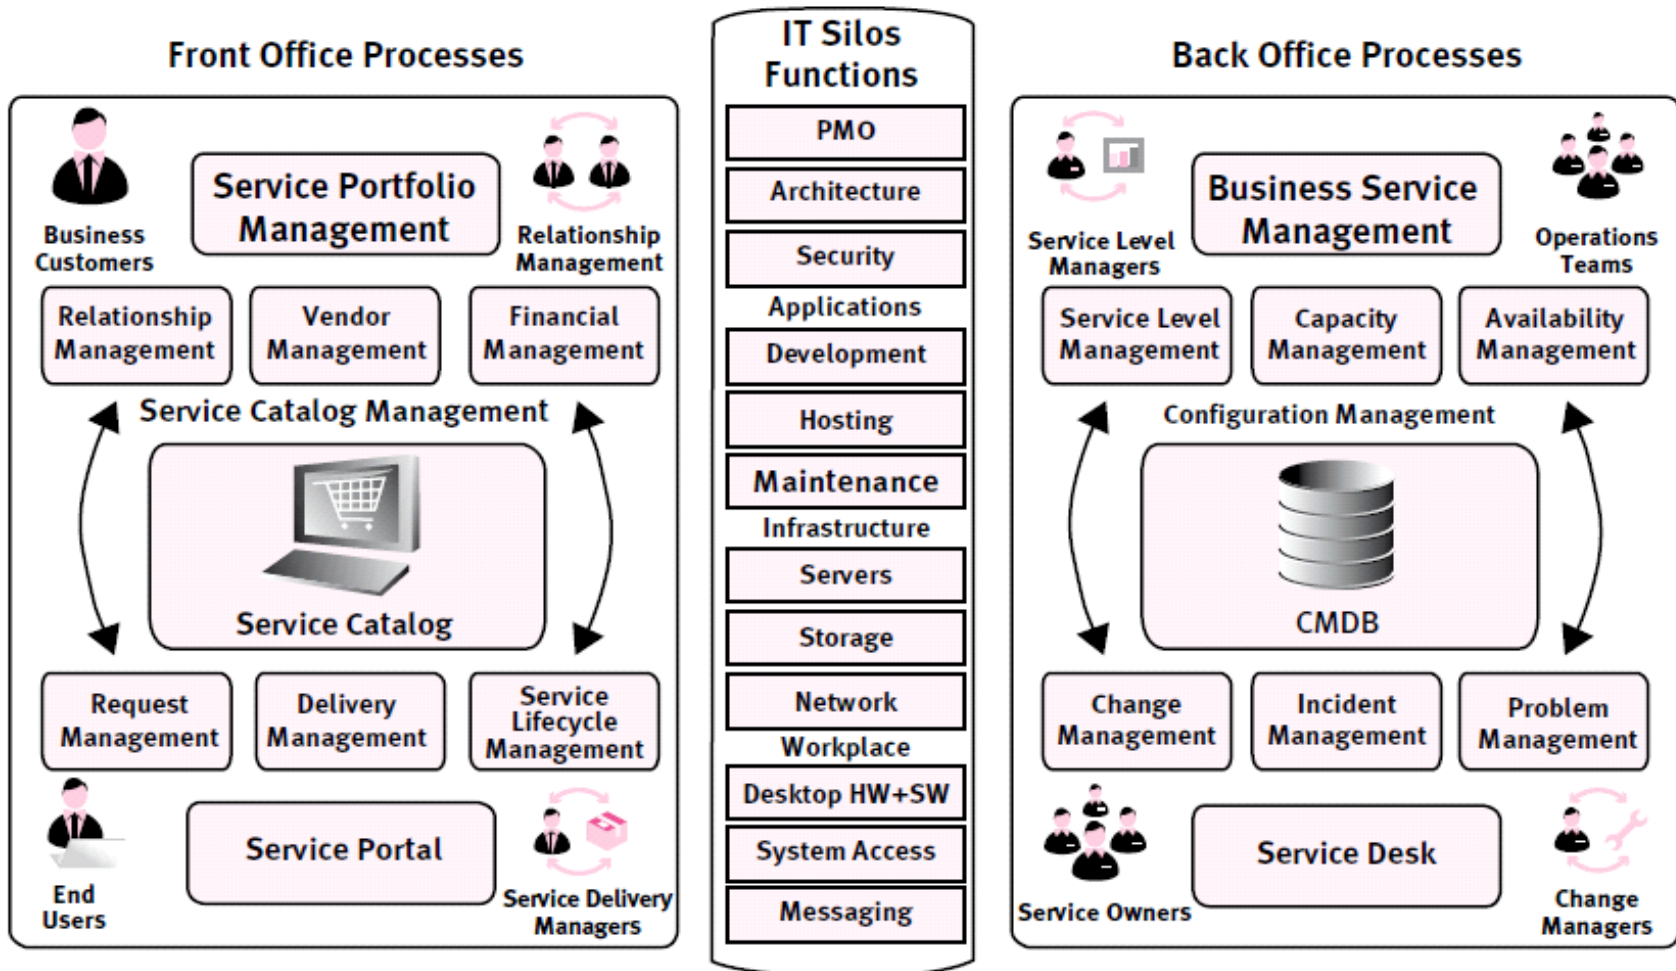 Front Office Processes
Business
Customers
Service Portfolio
Management
Relationship
Management
Relationship
Management
Vendor
Management
Financial
Management
Service Catalog Management
Service Catalog
Request
Management
Delivery
Management
Service
Lifecycle
Management
End
Users
Service Portal
Service Delivery
Managers
IT Silos
Functions
PMO
Architecture
Security
Applications
Development
Hosting
Maintenance
Infrastructure
Servers
Storage
Network
Workplace
Desktop HW+SW
System Access
Messaging
Back Office Processes
Service Level
Managers
Business Service
Management
Operations
Teams
Service Level
Management
Capacity
Management
Availability
Management
Configuration Management
CMDB
Change
Management
Incident
Management
Problem
Management
Service Owners
Service Desk
Change
Managers